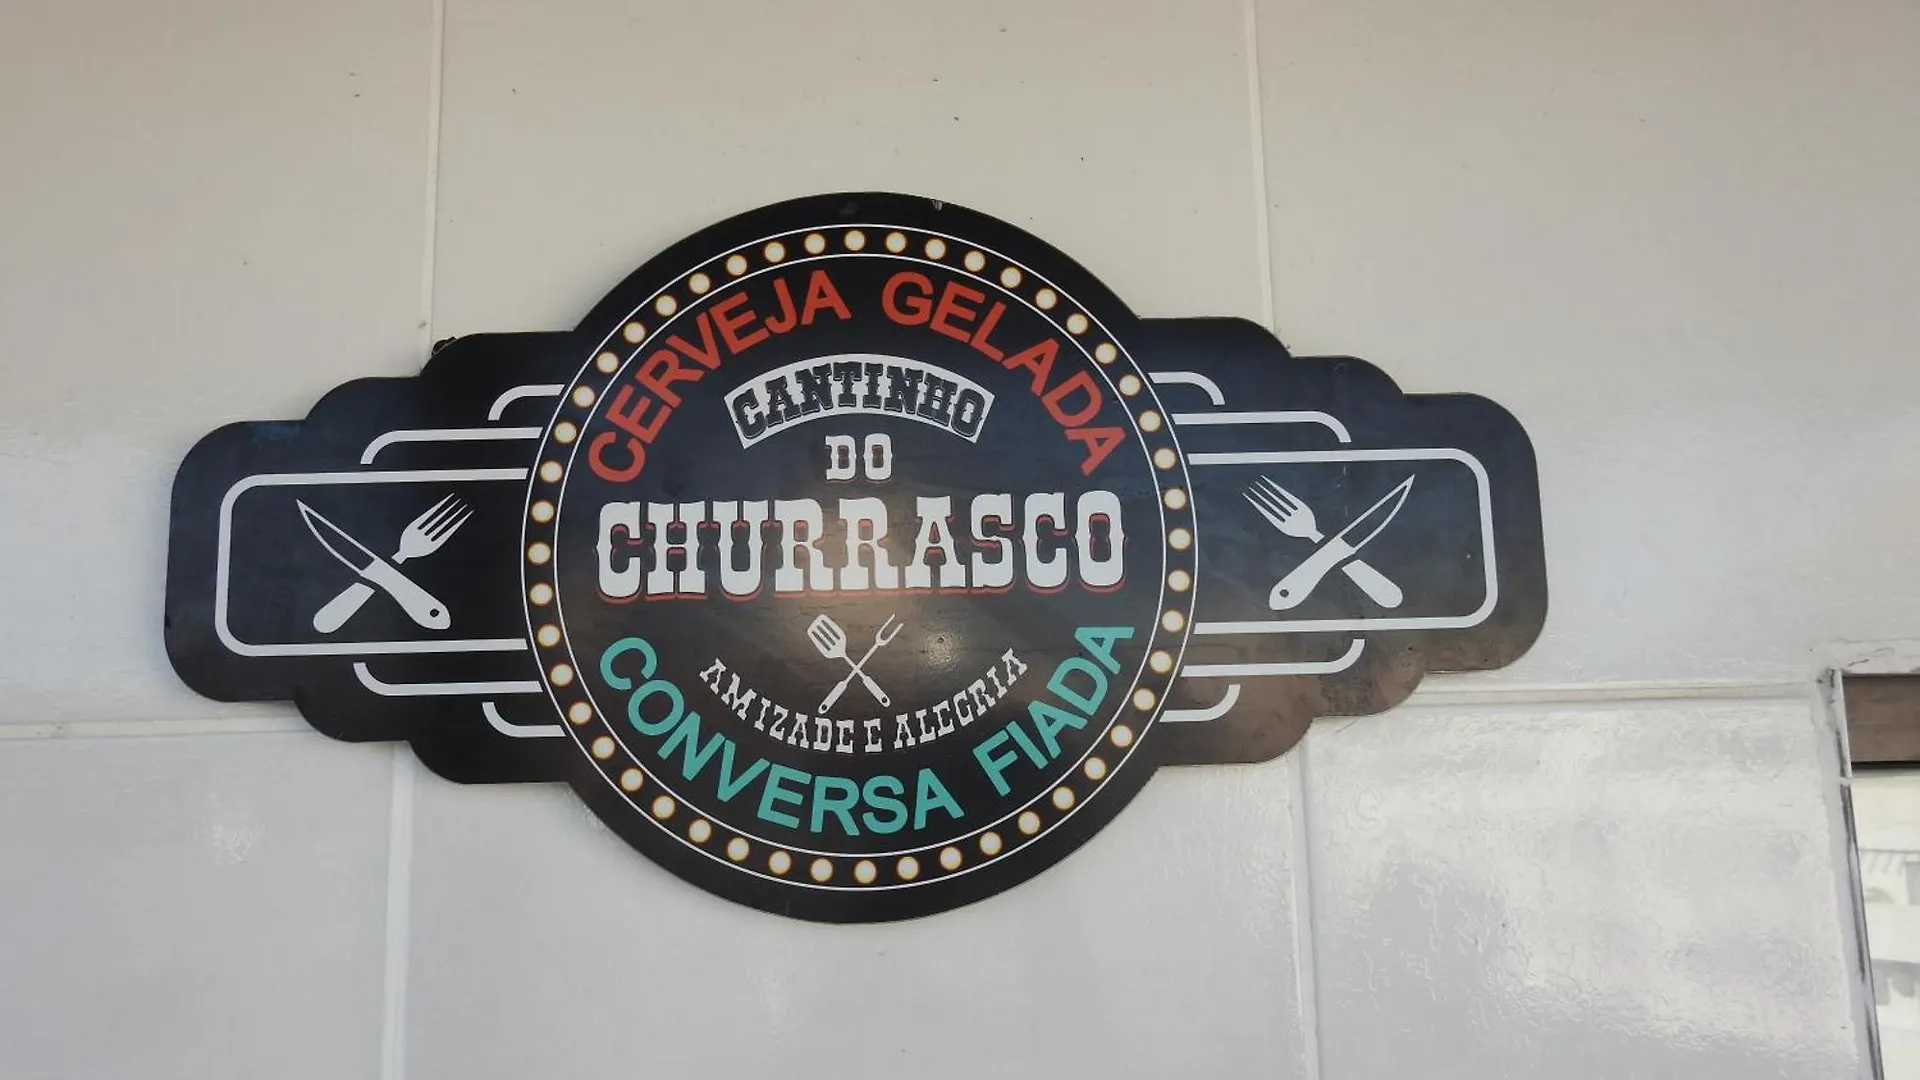 CERVEJA GELADA
CANTINHO
DO
CHURRASCO
AMIZADE E ALEGRIA
CONVERSA FIADA